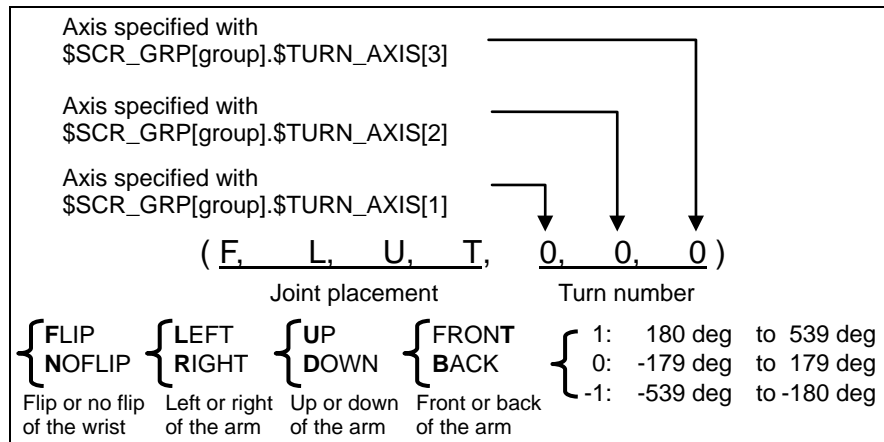 Axis specified with
$SCR_GRP[group].$TURN_AXIS[3]
Axis specified with
$SCR_GRP[group].$TURN_AXIS[2]
Axis specified with
$SCR_GRP[group].$TURN_AXIS[1]
( F, L, U, T, 0, 0, 0 )
Joint placement Turn number
FLIP LEFT UP FRONT 1: 180 deg to 539 deg
NOFLIP RIGHT DOWN BACK 0: -179 deg to 179 deg
-1: -539 deg to -180 deg
Flip or no flip Left or right Up or down Front or back
of the wrist of the arm of the arm of the arm